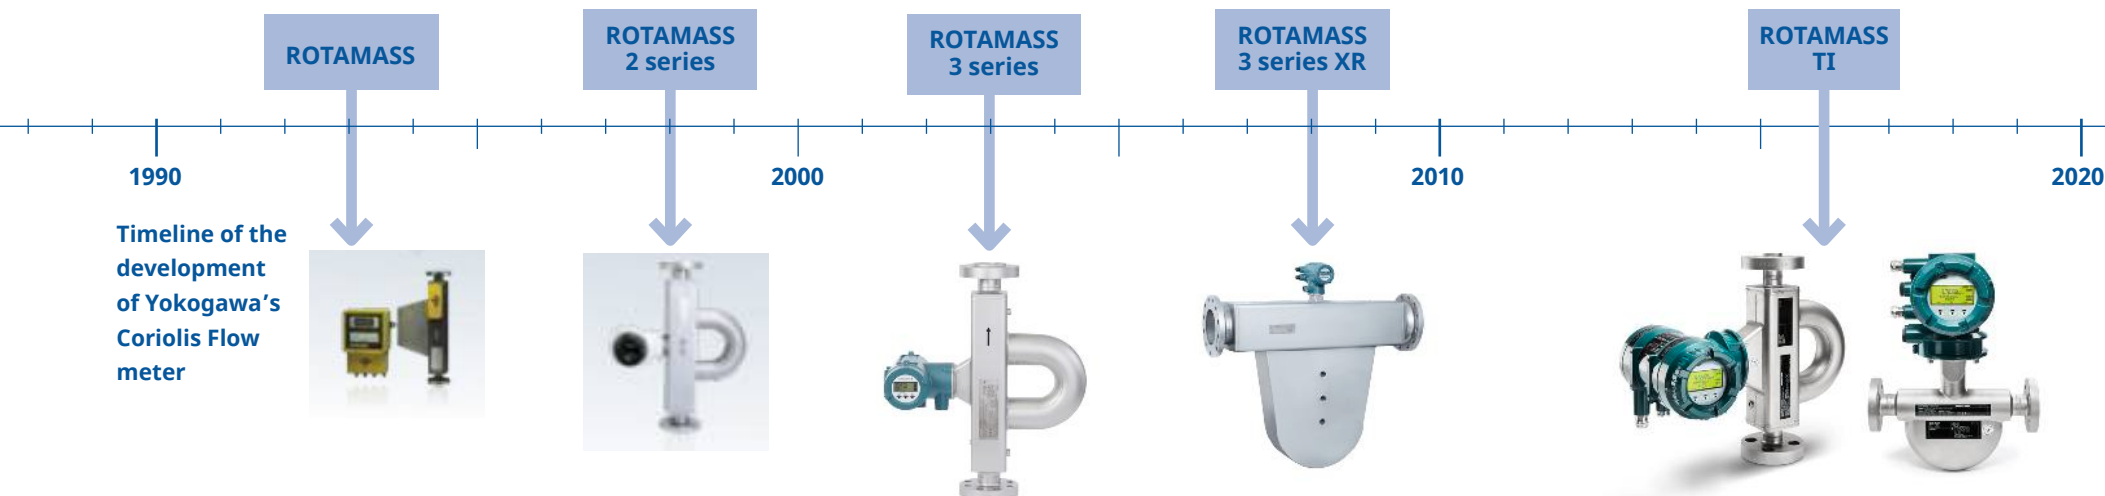 ROTAMASS
ROTAMASS
2 series
ROTAMASS
3 series
ROTAMASS
3 series XR
ROTAMASS
TI
1990
2000
2010
2020
Timeline of the
development
of Yokogawa’s
Coriolis Flow
meter